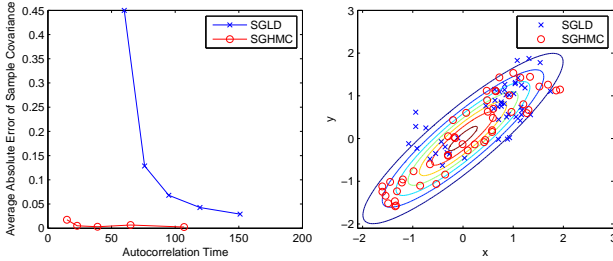 0.45
0.4
0.35
0.3
0.25
0.2
0.15
0.1
0.05
0
0 50 100 150 200
Autocorrelation Time
Average Absolute Error of Sample Covariance
SGLD
SGHMC
3
2
1
0
−1
−2
−2 −1 0 1 2 3
x
y
SGLD
SGHMC